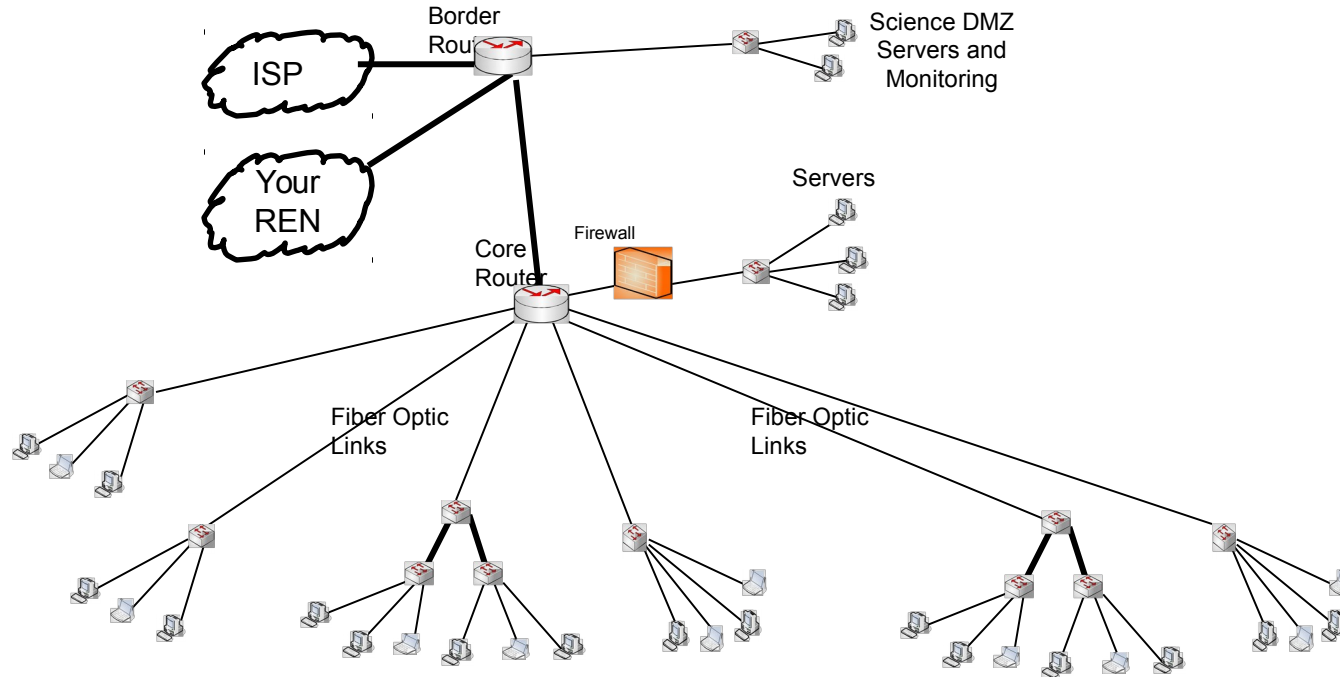 Border
Router
Science DMZ
Servers and
Monitoring
ISP
Your
REN
Servers
Firewall
Core
Router
Fiber Optic
Links
Fiber Optic
Links